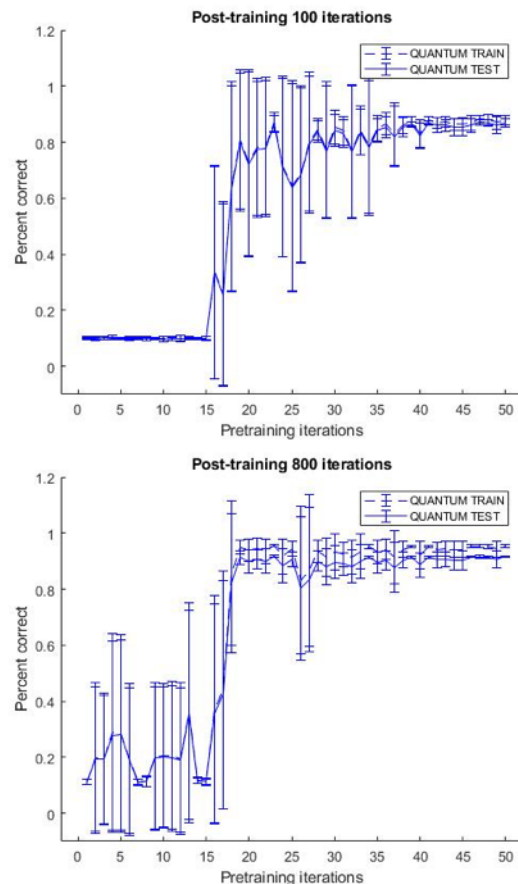 Post-training 100 iterations
1.2
QUANTUM TRAIN
QUANTUM TEST
1
0.8
0.6
0.4
0.2
0
Percent correct
0 5 10 15 20 25 30 35 40 45 50
Pretraining iterations
Post-training 800 iterations
1.2
QUANTUM TRAIN
QUANTUM TEST
1
0.8
0.6
0.4
0.2
0
Percent correct
0 5 10 15 20 25 30 35 40 45 50
Pretraining iterations